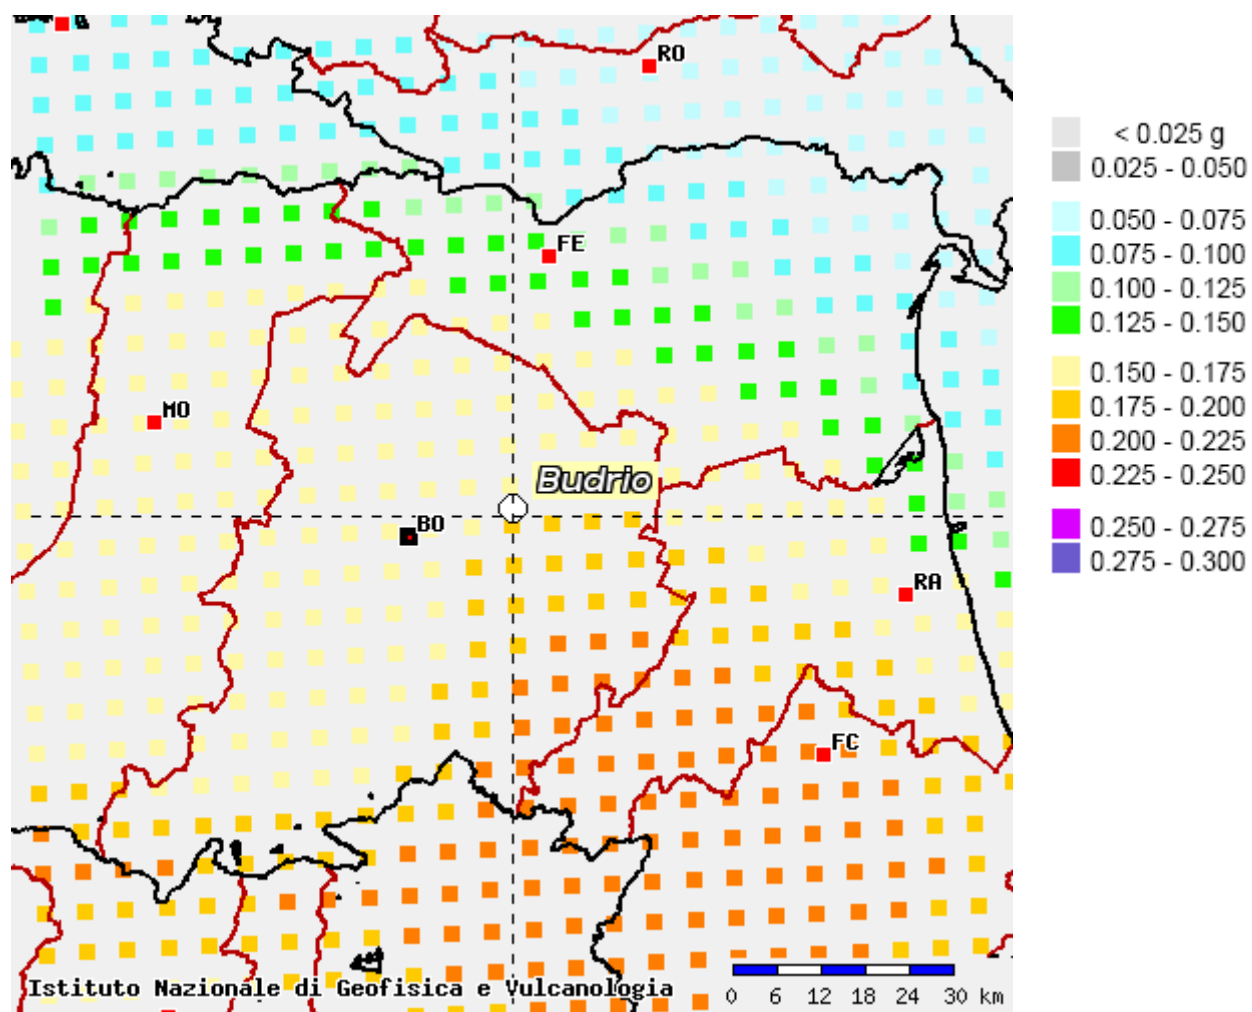 RO
FE
MO
Budrio
BO
RA
FC
Istituto Nazionale di Geofisica e Vulcanologia
0 6 12 18 24 30 km
< 0.025 g
0.025 - 0.050
0.050 - 0.075
0.075 - 0.100
0.100 - 0.125
0.125 - 0.150
0.150 - 0.175
0.175 - 0.200
0.200 - 0.225
0.225 - 0.250
0.250 - 0.275
0.275 - 0.300